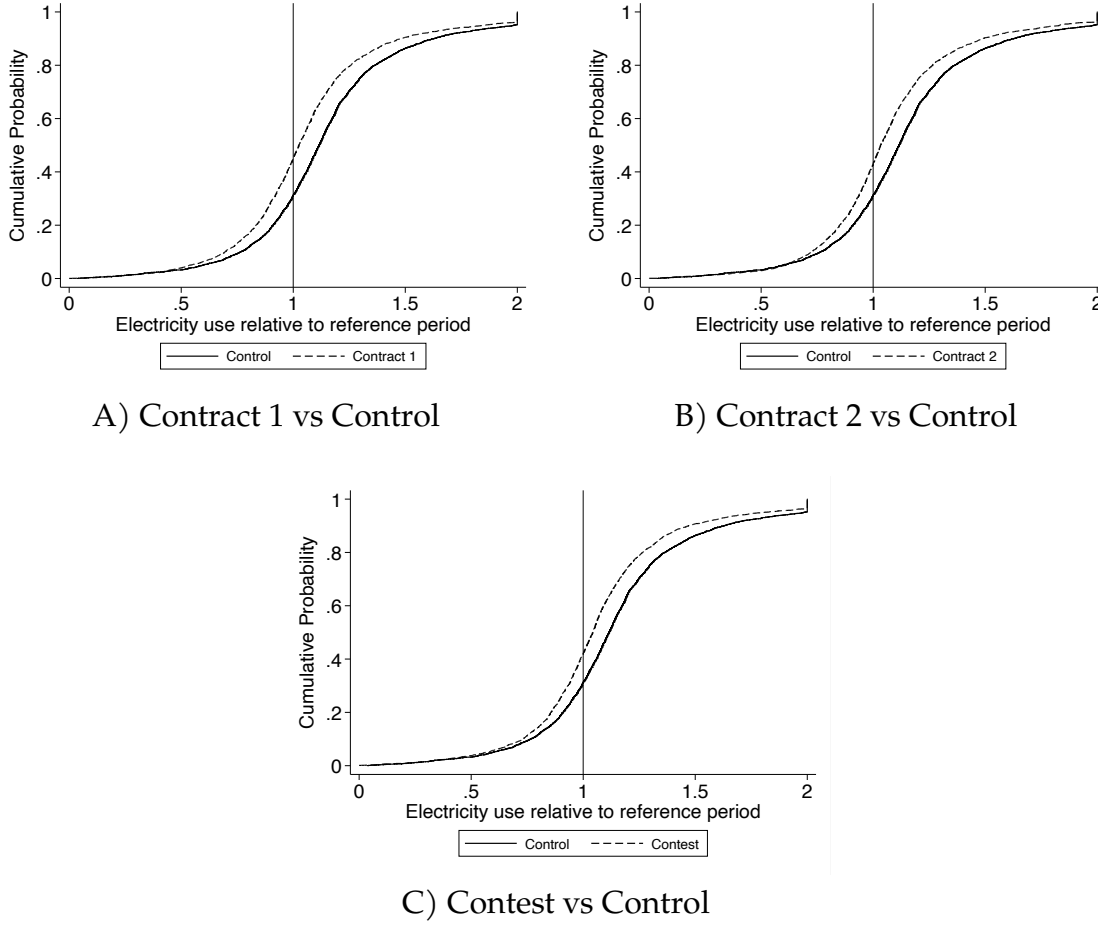 Cumulative Probability
1
.8
.6
.4
.2
0
0 .5 1 1.5 2
Electricity use relative to reference period
Control Contract 1
A) Contract 1 vs Control
Cumulative Probability
1
.8
.6
.4
.2
0
0 .5 1 1.5 2
Electricity use relative to reference period
Control Contract 2
B) Contract 2 vs Control
Cumulative Probability
1
.8
.6
.4
.2
0
0 .5 1 1.5 2
Electricity use relative to reference period
Control Contest
C) Contest vs Control